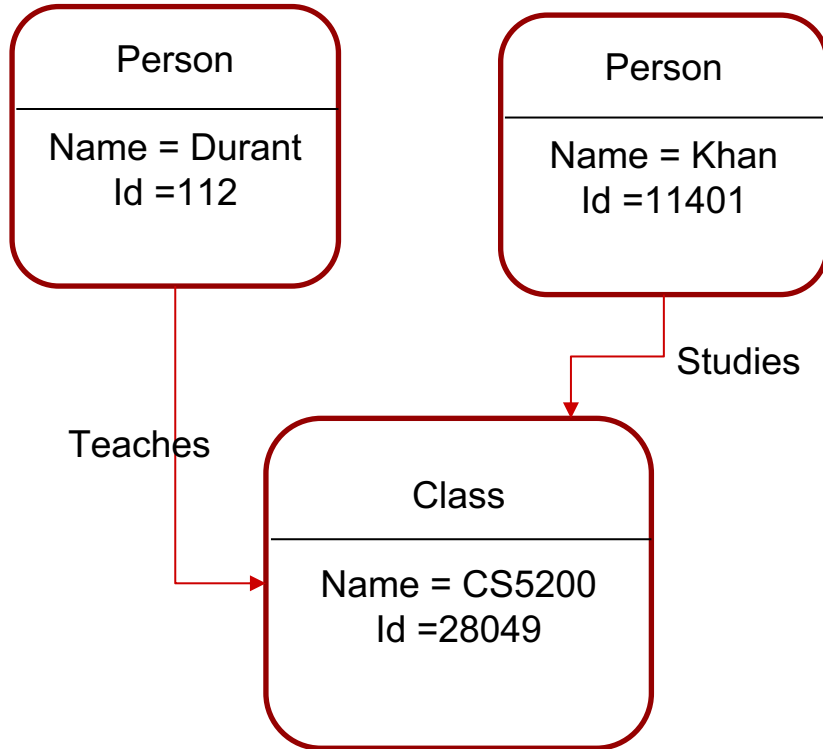 Person
Name = Durant
Id =112
Person
Name = Khan
Id =11401
Studies
Teaches
Class
Name = CS5200
Id =28049